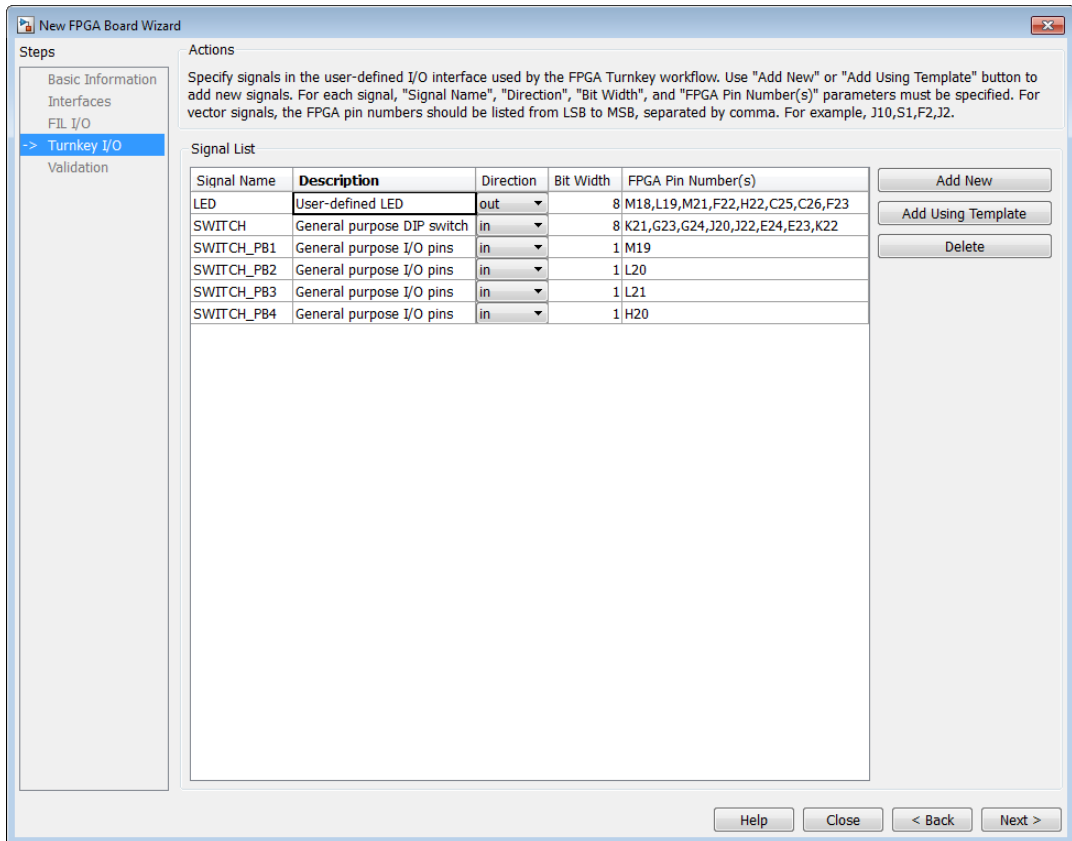 New FPGA Board Wizard
Steps
Basic Information
Interfaces
FIL I/O
-> Turnkey I/O
Validation
Actions
Specify signals in the user-defined I/O interface used by the FPGA Turnkey workflow. Use "Add New" or "Add Using Template" button to
add new signals. For each signal, "Signal Name", "Direction", "Bit Width", and "FPGA Pin Number(s)" parameters must be specified. For
vector signals, the FPGA pin numbers should be listed from LSB to MSB, separated by comma. For example, J10,S1,F2,J2.
Signal List
Signal Name Description Direction Bit Width FPGA Pin Number(s)
LED User-defined LED out 8 M18,L19,M21,F22,H22,C25,C26,F23
SWITCH General purpose DIP switch in 8 K21,G23,G24,J20,J22,E24,E23,K22
SWITCH_PB1 General purpose I/O pins in 1 M19
SWITCH_PB2 General purpose I/O pins in 1 L20
SWITCH_PB3 General purpose I/O pins in 1 L21
SWITCH_PB4 General purpose I/O pins in 1 H20
Add New
Add Using Template
Delete
Help Close < Back Next >